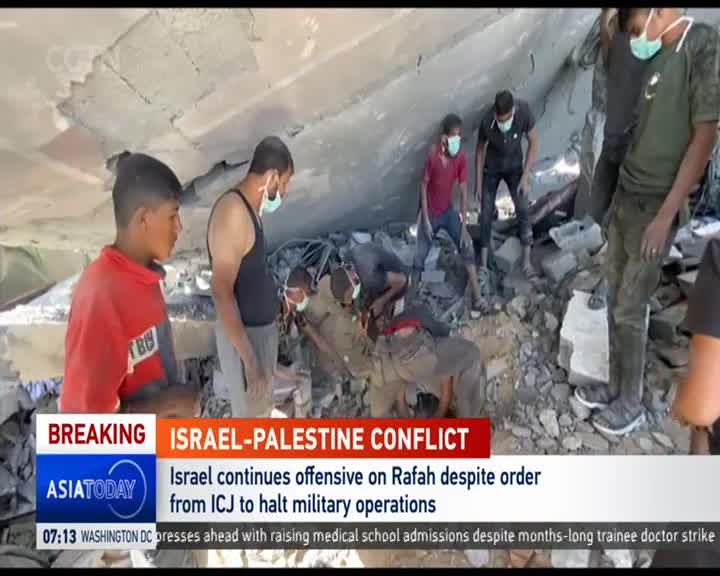 CGTN
BREAKING
ISRAEL-PALESTINE CONFLICT
ASIATODAY
Israel continues offensive on Rafah despite order
from ICJ to halt military operations
07:13 WASHINGTON DC
presses ahead with raising medical school admissions despite months-long trainee doctor strike